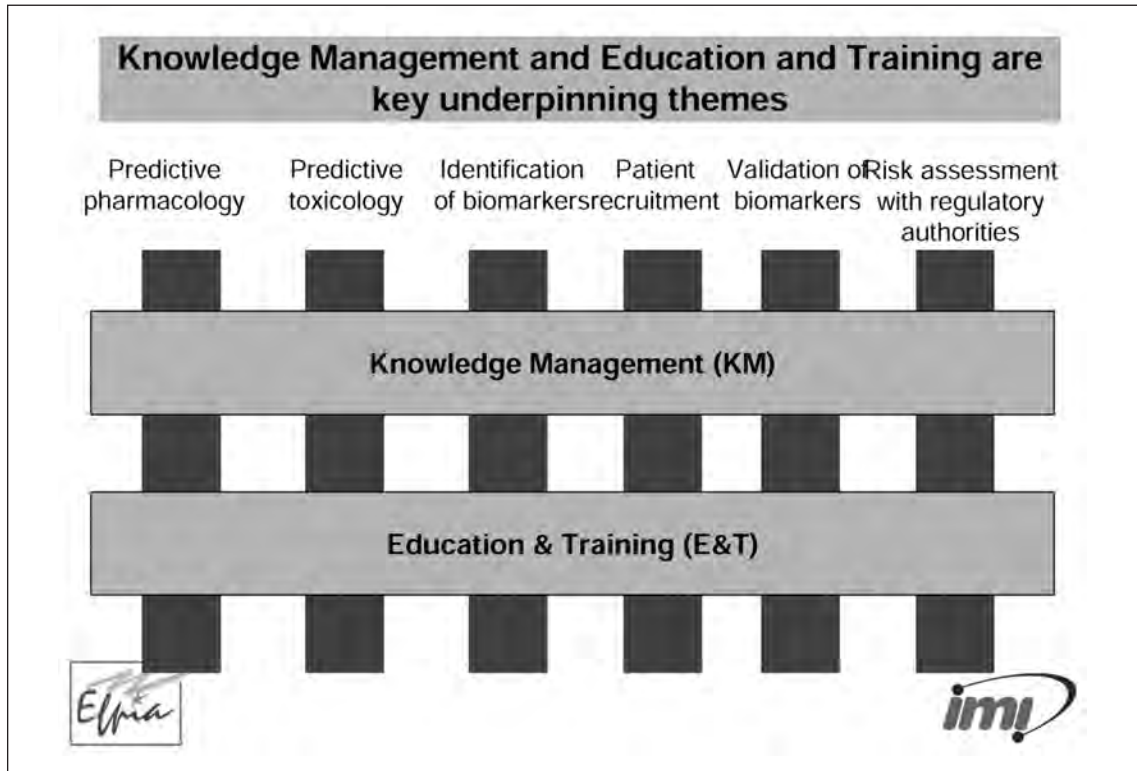 Knowledge Management and Education and Training are
key underpinning themes
Predictive
pharmacology
Predictive
toxicology
Identification
of biomarkers
Patient
recruitment
Validation of
biomarkers
Risk assessment
with regulatory
authorities
Knowledge Management (KM)
Education & Training (E&T)
Efpia
imi